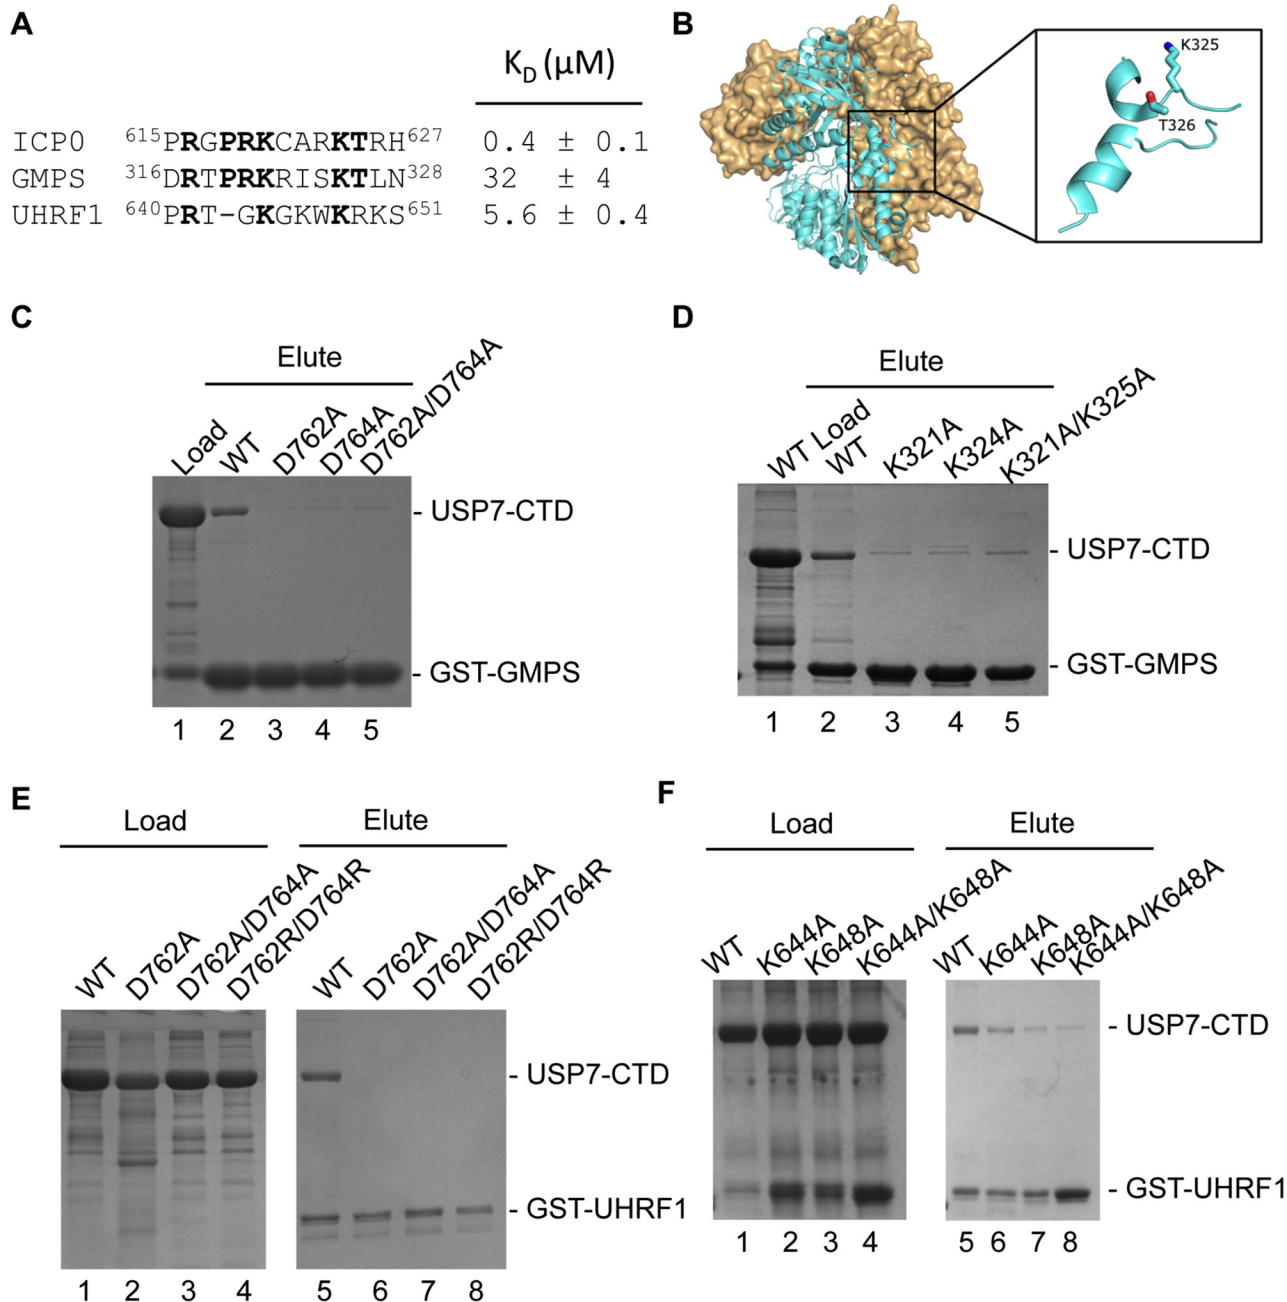 A
K_D (μM)
ICP0 ⁶¹⁵PRGPRKCARKTRH⁶²⁷ 0.4 ± 0.1
GMPS ³¹⁶DRTPRKRISKTLN³²⁸ 32 ± 4
UHRF1 ⁶⁴⁰PRT-GKGKWKRKS⁶⁵¹ 5.6 ± 0.4
B
K325
T326
C
Elute
Load
WT
D762A
D764A
D762A/D764A
- USP7-CTD
- GST-GMPS
1 2 3 4 5
D
Elute
WT Load
WT
K321A
K324A
K321A/K325A
- USP7-CTD
- GST-GMPS
1 2 3 4 5
E
Load Elute
WT
D762A
D762A/D764A
D762R/D764R
WT
D762A
D762A/D764A
D762R/D764R
- USP7-CTD
- GST-UHRF1
1 2 3 4 5 6 7 8
F
Load Elute
WT
K644A
K648A
K644A/K648A
WT
K644A
K648A
K644A/K648A
- USP7-CTD
- GST-UHRF1
1 2 3 4 5 6 7 8